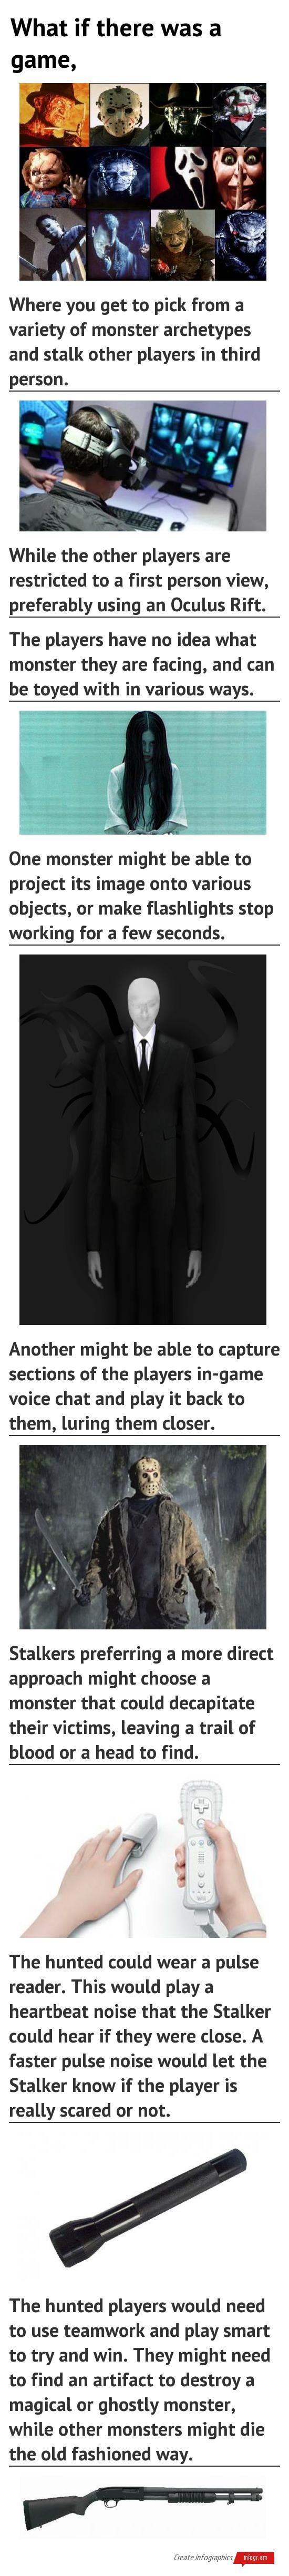 What if there was a
game,
Where you get to pick from a
variety of monster archetypes
and stalk other players in third
person.
While the other players are
restricted to a first person view,
preferably using an Oculus Rift.
The players have no idea what
monster they are facing, and can
be toyed with in various ways.
One monster might be able to
project its image onto various
objects, or make flashlights stop
working for a few seconds.
Another might be able to capture
sections of the players in-game
voice chat and play it back to
them, luring them closer.
Stalkers preferring a more direct
approach might choose a
monster that could decapitate
their victims, leaving a trail of
blood or a head to find.
The hunted could wear a pulse
reader. This would play a
heartbeat noise that the Stalker
could hear if they were close. A
faster pulse noise would let the
Stalker know if the player is
really scared or not.
The hunted players would need
to use teamwork and play smart
to try and win. They might need
to find an artifact to destroy a
magical or ghostly monster,
while other monsters might die
the old fashioned way.
Create infographics infogr.am